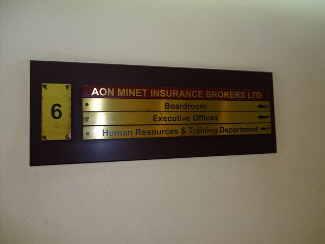 6
AON MINET INSURANCE BROKERS LTD
Boardroom
Executive Offices
Human Resources & Training Department